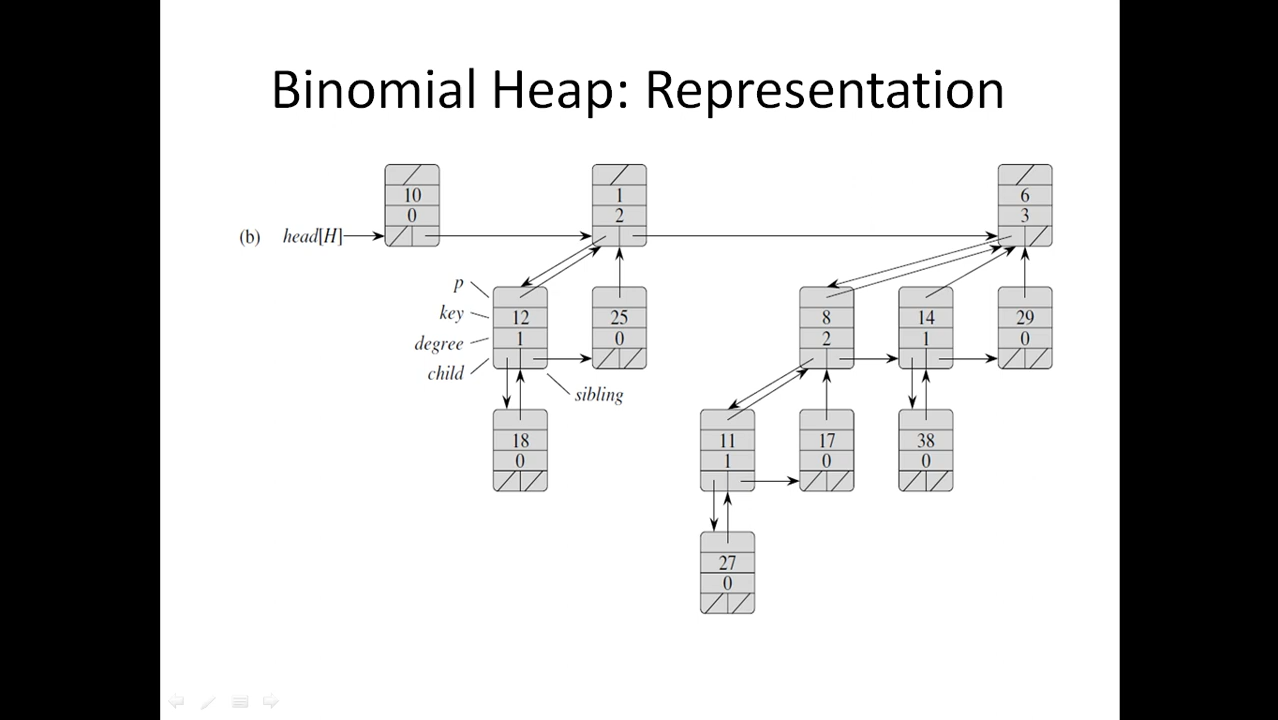 Binomial Heap: Representation
10 1 6
0 2 3
(b) head[H]
p
key 12 25 8 14 29
degree 1 0 2 1 0
child
sibling
18 11 17 38
0 1 0 0
27
0